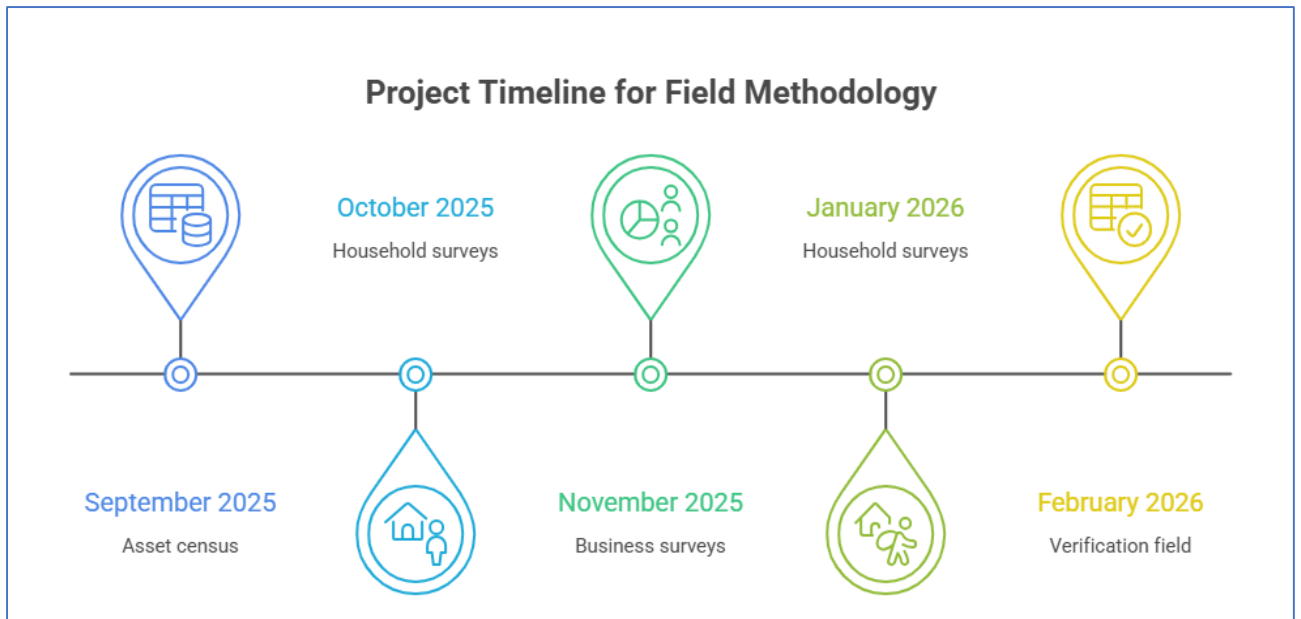 Project Timeline for Field Methodology
October 2025
Household surveys
January 2026
Household surveys
September 2025
Asset census
November 2025
Business surveys
February 2026
Verification field